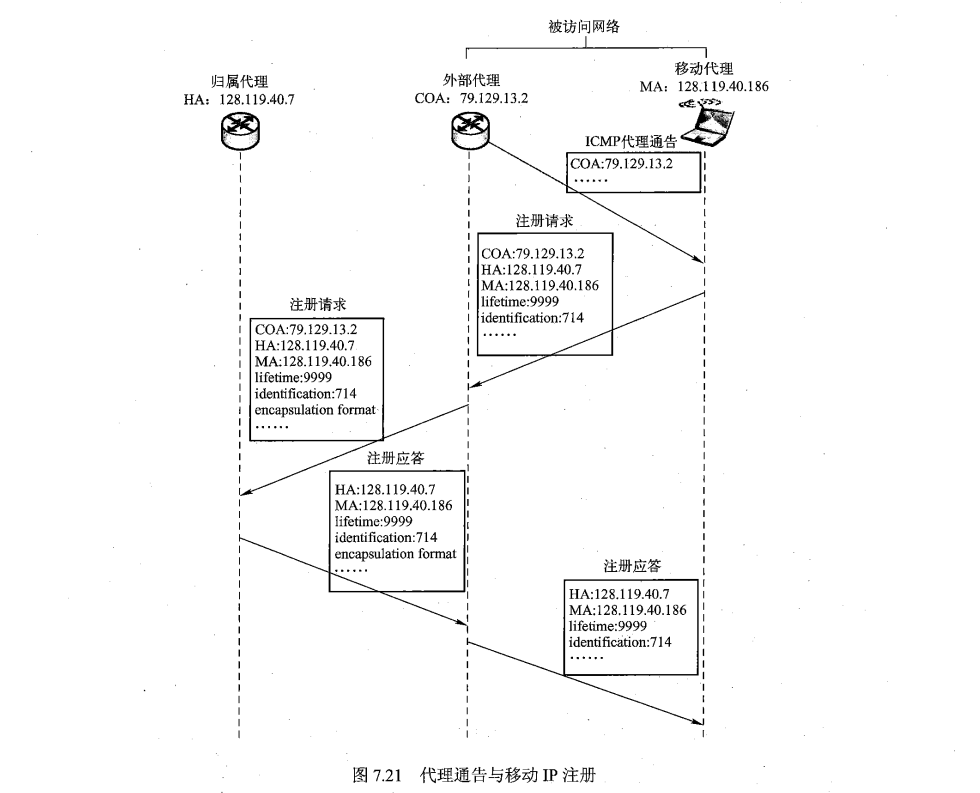 被访问网络
归属代理
HA：128.119.40.7
外部代理
COA：79.129.13.2
移动代理
MA：128.119.40.186
ICMP代理通告
COA:79.129.13.2
……
注册请求
COA:79.129.13.2
HA:128.119.40.7
MA:128.119.40.186
lifetime:9999
identification:714
……
注册请求
COA:79.129.13.2
HA:128.119.40.7
MA:128.119.40.186
lifetime:9999
identification:714
encapsulation format
……
注册应答
HA:128.119.40.7
MA:128.119.40.186
lifetime:9999
identification:714
encapsulation format
……
注册应答
HA:128.119.40.7
MA:128.119.40.186
lifetime:9999
identification:714
……
图 7.21 代理通告与移动 IP 注册